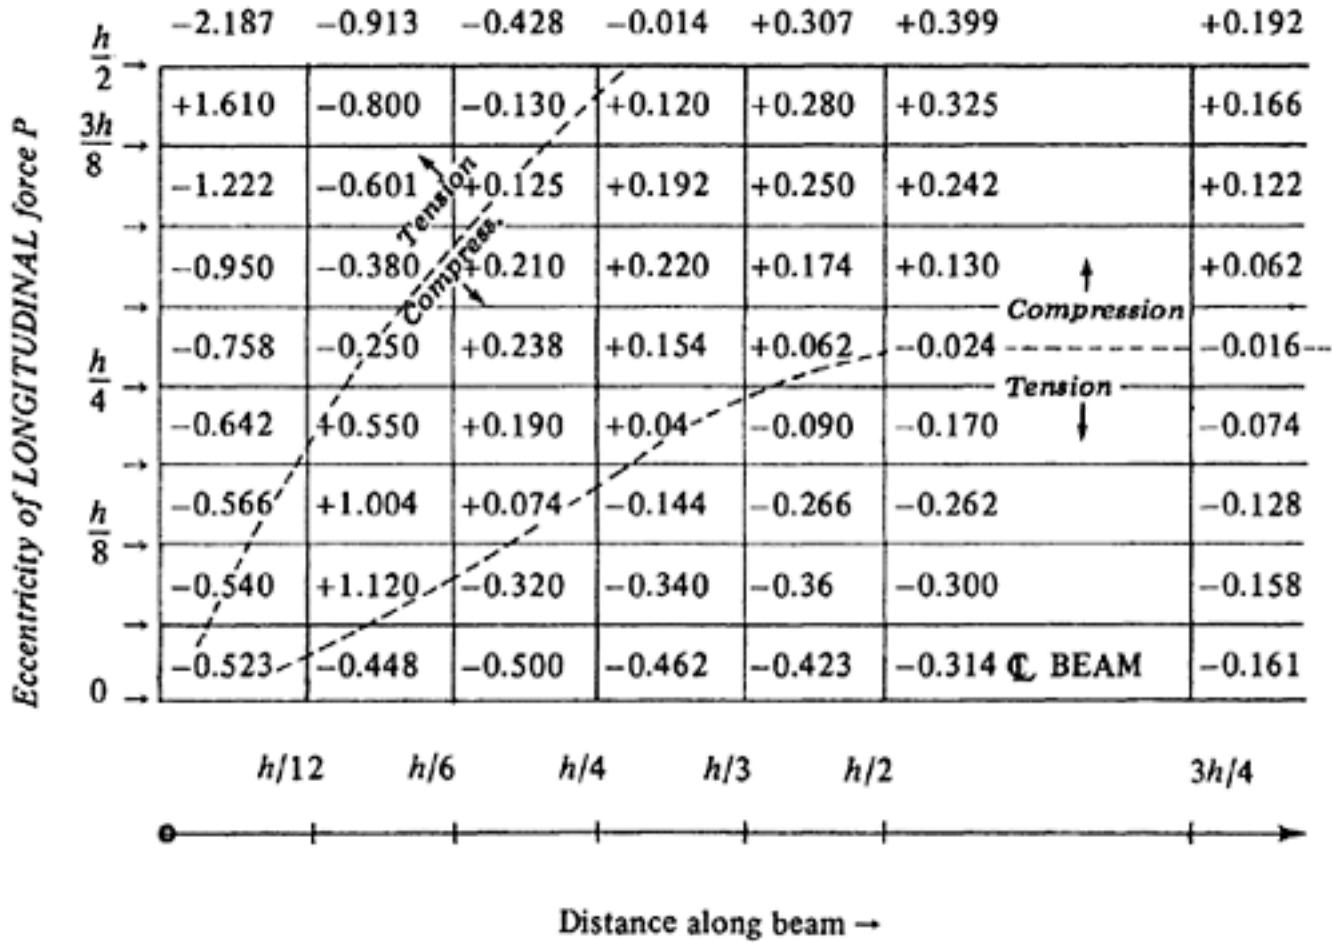 Eccentricity of LONGITUDINAL force P
−2.187 −0.913 −0.428 −0.014 +0.307 +0.399 +0.192
h/2
+1.610 −0.800 −0.130 +0.120 +0.280 +0.325 +0.166
3h/8
−1.222 −0.601 +0.125 +0.192 +0.250 +0.242 +0.122
Tension
Compress.
−0.950 −0.380 +0.210 +0.220 +0.174 +0.130 +0.062
Compression
−0.758 −0.250 +0.238 +0.154 +0.062 −0.024 −0.016
h/4
Tension
−0.642 +0.550 +0.190 +0.04 −0.090 −0.170 −0.074
−0.566 +1.004 +0.074 −0.144 −0.266 −0.262 −0.128
h/8
−0.540 +1.120 −0.320 −0.340 −0.36 −0.300 −0.158
−0.523 −0.448 −0.500 −0.462 −0.423 −0.314 ℄ BEAM −0.161
0
h/12 h/6 h/4 h/3 h/2 3h/4
Distance along beam →